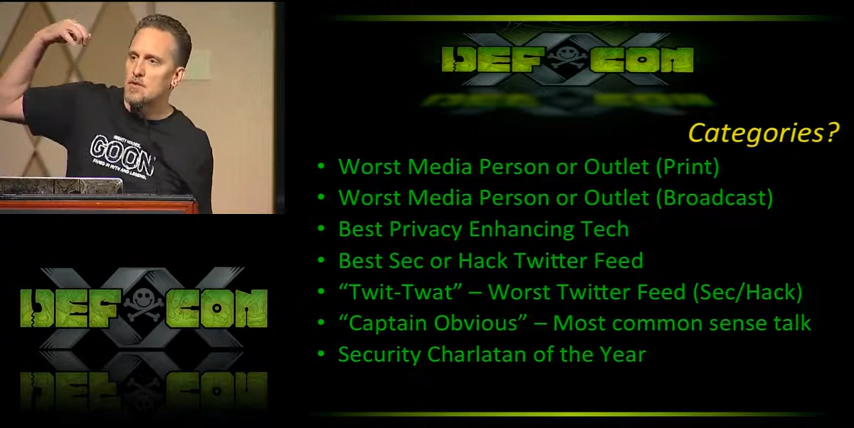 DEF CON
Categories?
• Worst Media Person or Outlet (Print)
• Worst Media Person or Outlet (Broadcast)
• Best Privacy Enhancing Tech
• Best Sec or Hack Twitter Feed
• “Twit-Twat” – Worst Twitter Feed (Sec/Hack)
• “Captain Obvious” – Most common sense talk
• Security Charlatan of the Year
GOON
DEF CON